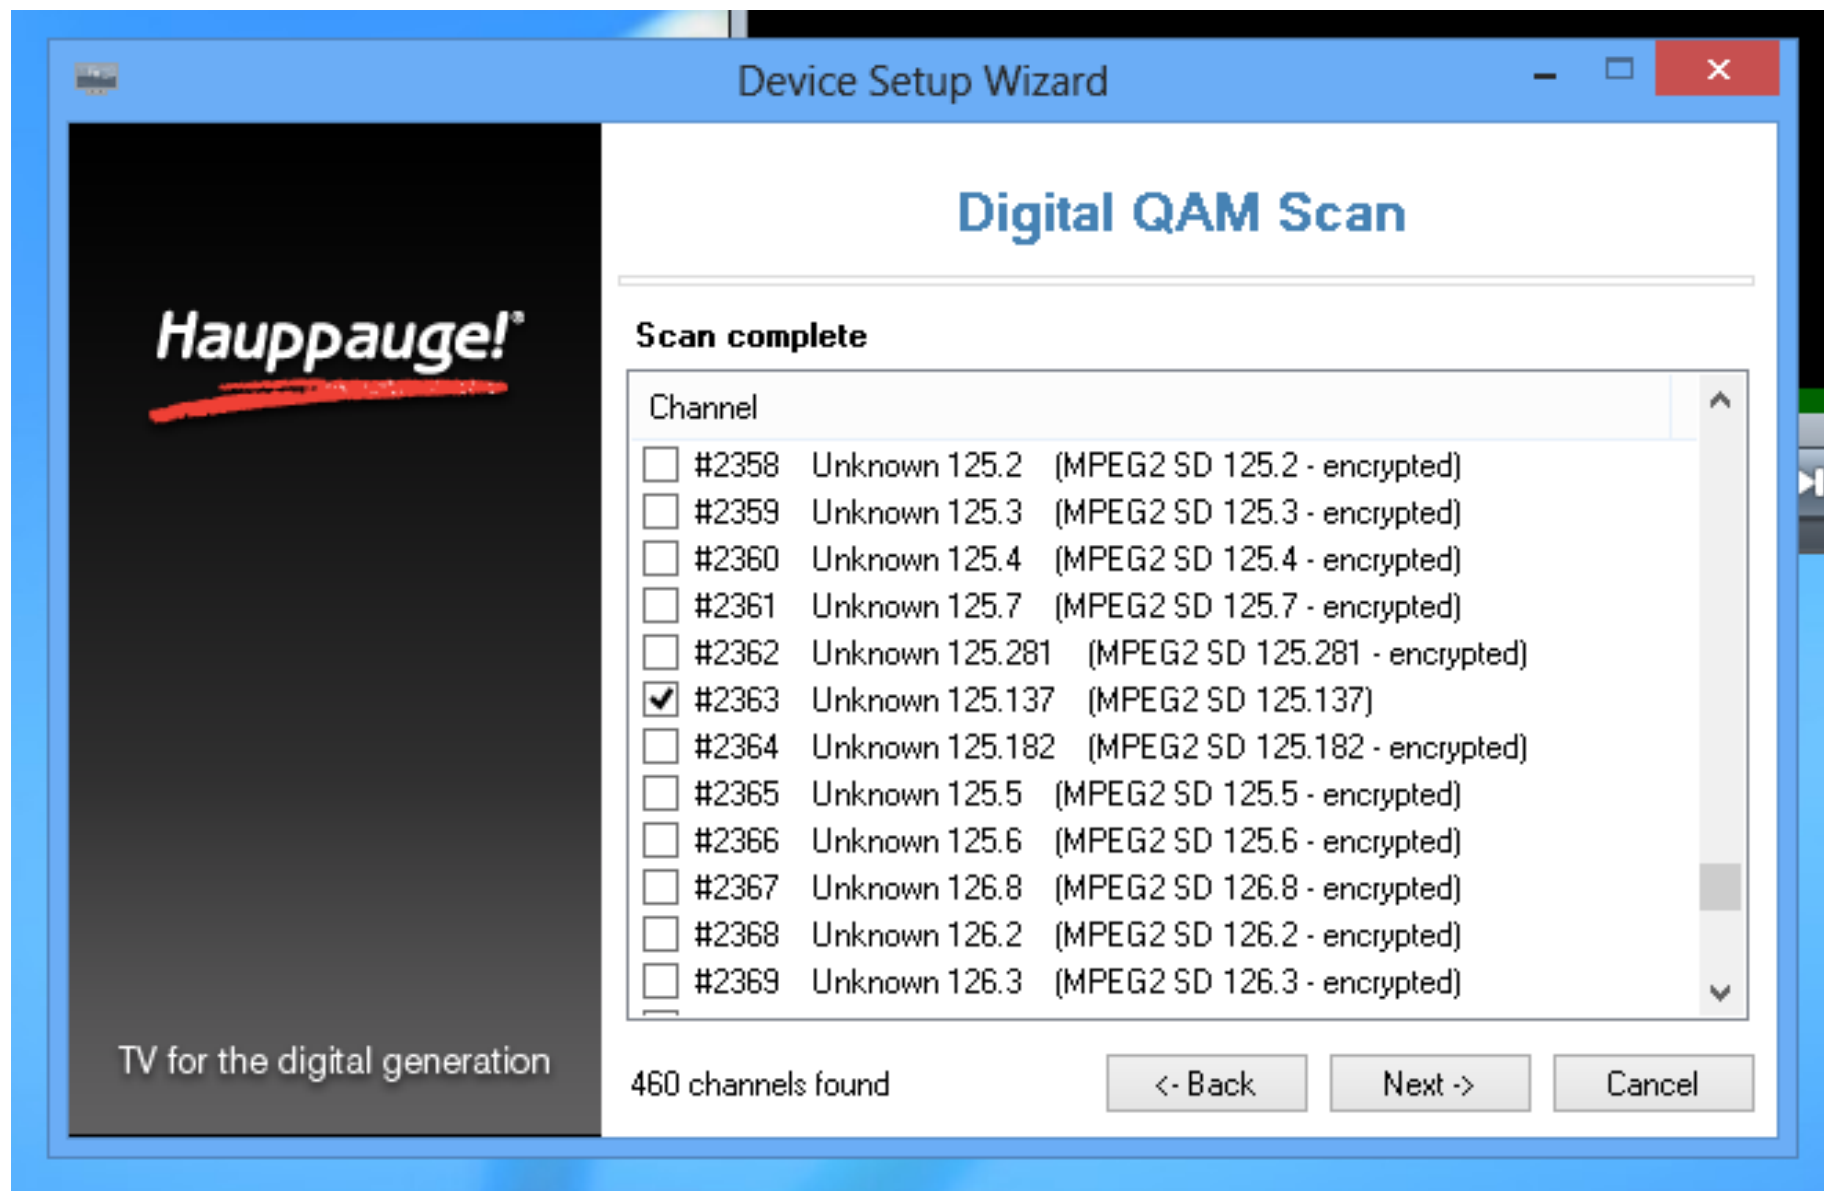 Device Setup Wizard
Hauppauge!®
TV for the digital generation
Digital QAM Scan
Scan complete
Channel
#2358 Unknown 125.2 (MPEG2 SD 125.2 - encrypted)
#2359 Unknown 125.3 (MPEG2 SD 125.3 - encrypted)
#2360 Unknown 125.4 (MPEG2 SD 125.4 - encrypted)
#2361 Unknown 125.7 (MPEG2 SD 125.7 - encrypted)
#2362 Unknown 125.281 (MPEG2 SD 125.281 - encrypted)
#2363 Unknown 125.137 (MPEG2 SD 125.137)
#2364 Unknown 125.182 (MPEG2 SD 125.182 - encrypted)
#2365 Unknown 125.5 (MPEG2 SD 125.5 - encrypted)
#2366 Unknown 125.6 (MPEG2 SD 125.6 - encrypted)
#2367 Unknown 126.8 (MPEG2 SD 126.8 - encrypted)
#2368 Unknown 126.2 (MPEG2 SD 126.2 - encrypted)
#2369 Unknown 126.3 (MPEG2 SD 126.3 - encrypted)
460 channels found
<- Back
Next ->
Cancel